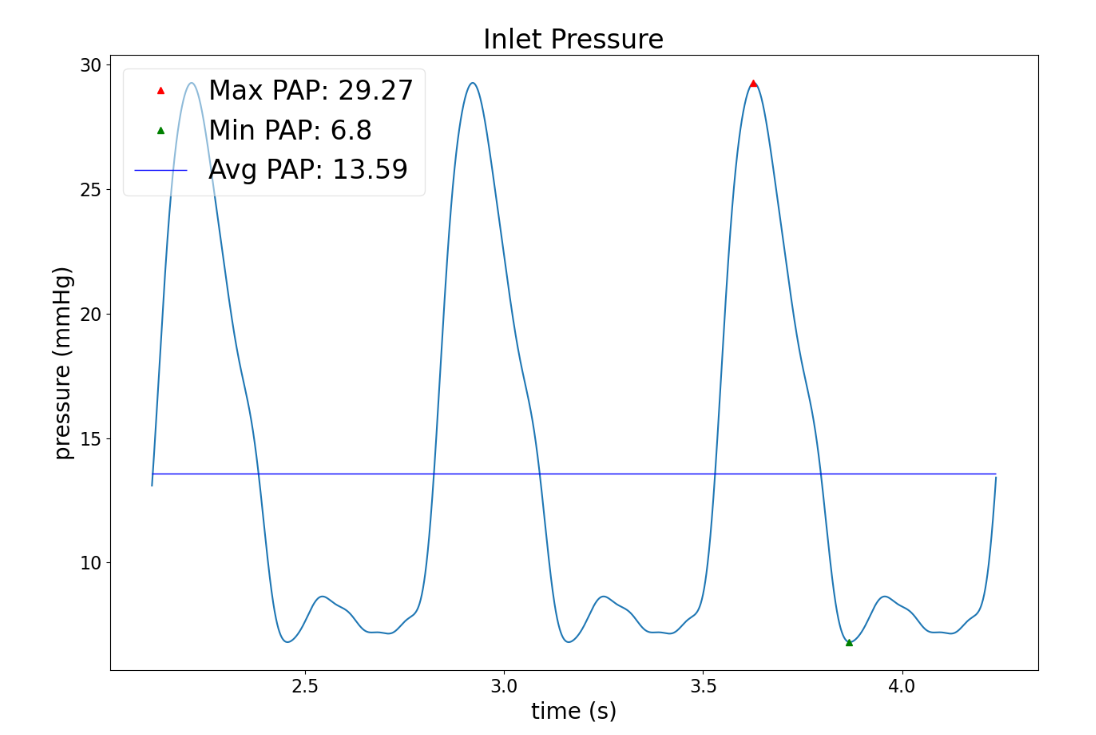 Inlet Pressure
Max PAP: 29.27
Min PAP: 6.8
Avg PAP: 13.59
pressure (mmHg)
30
25
20
15
10
2.5 3.0 3.5 4.0
time (s)